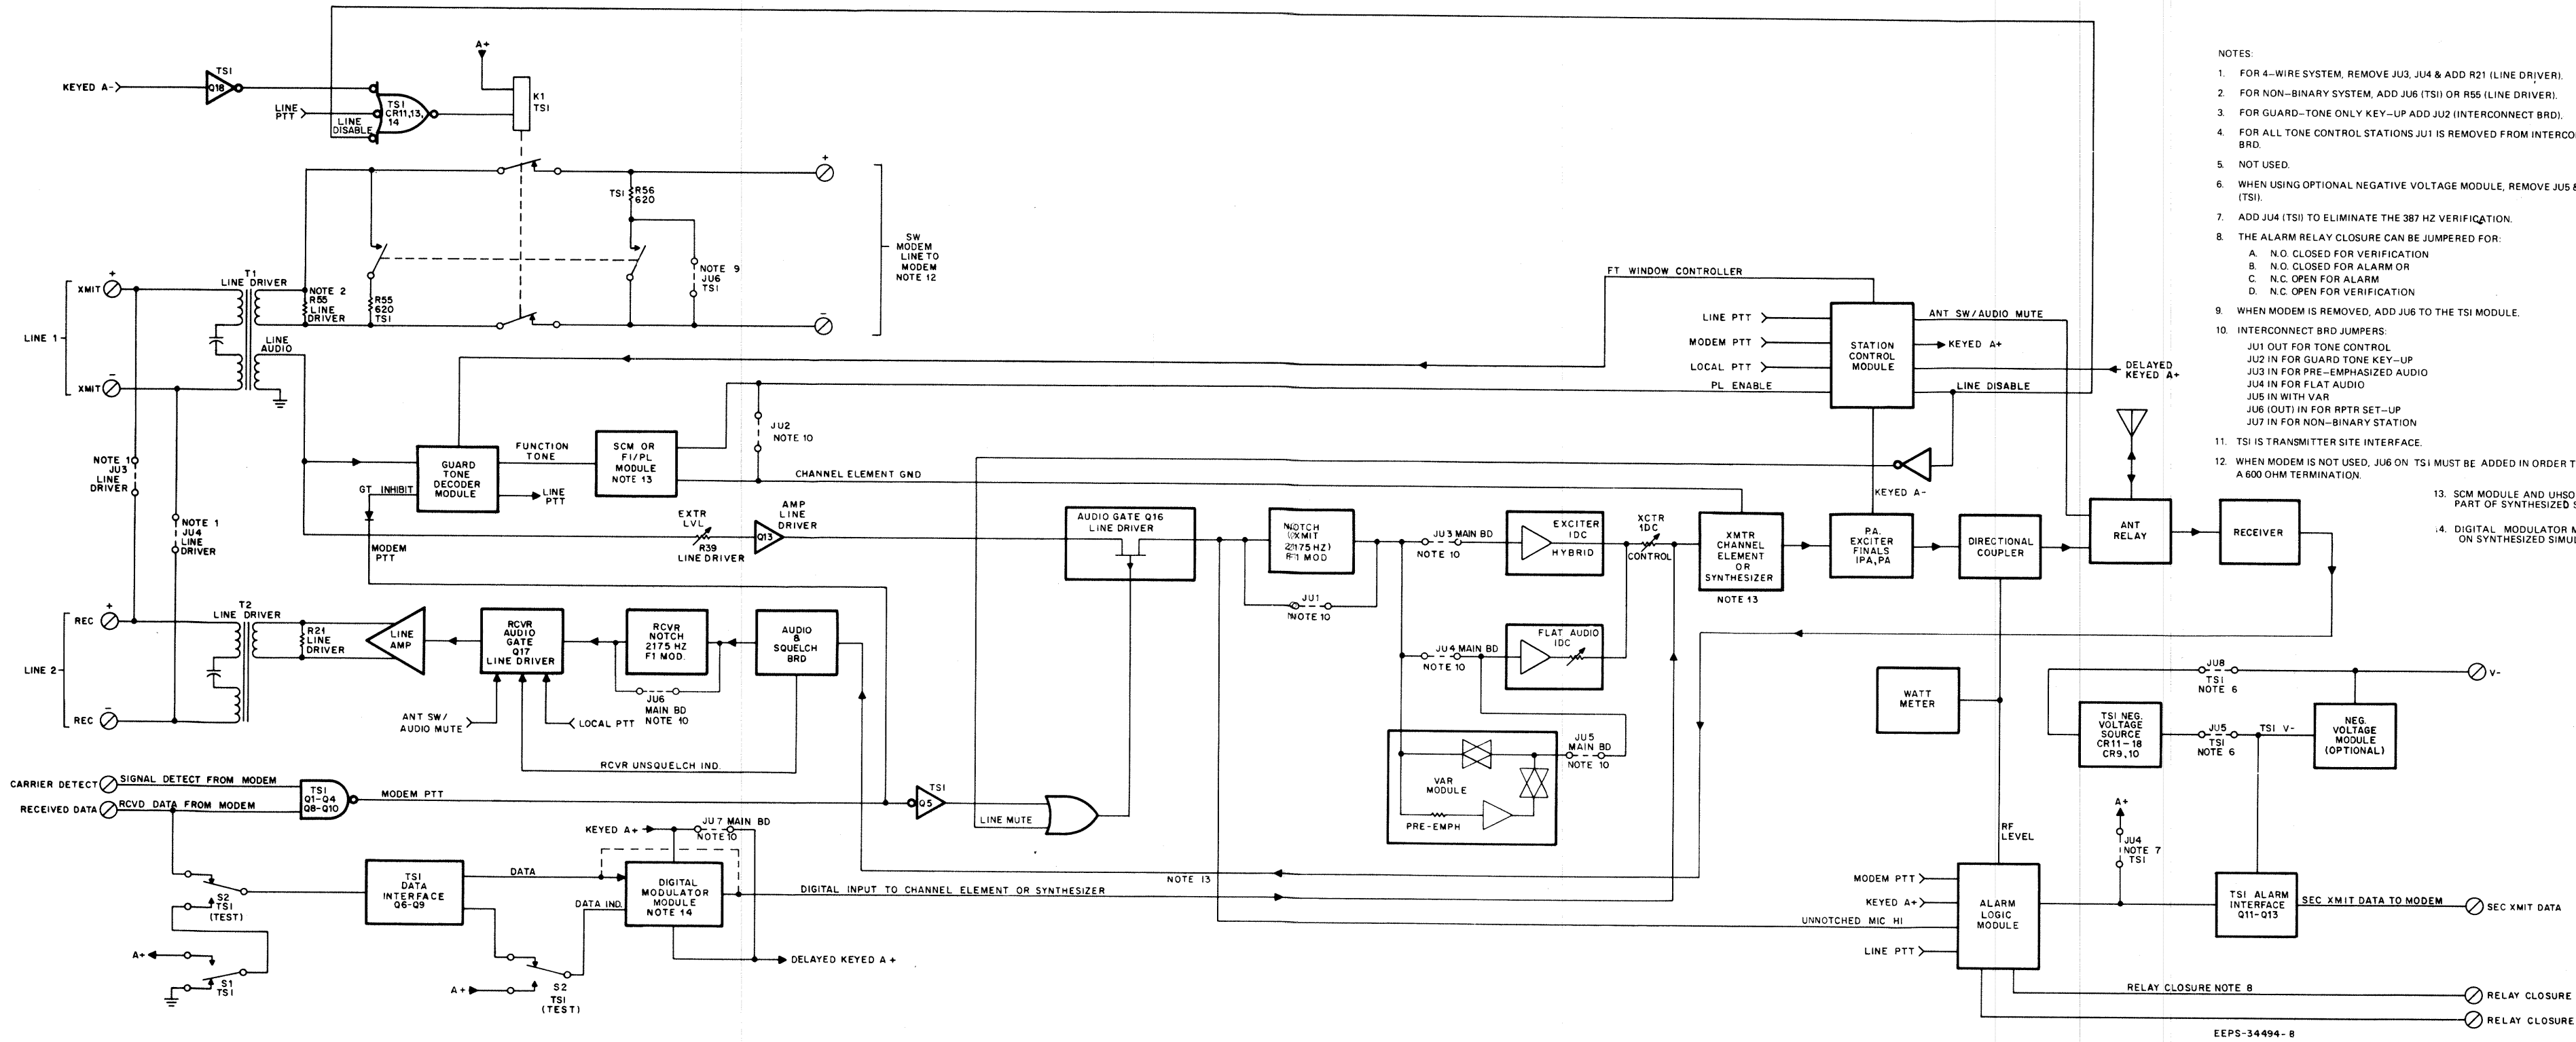 A+
TSI
Q18
KEYED A-
TSI
CR11,13,
14
LINE
PTT
LINE
DISABLE
K1
TSI
+
TSI
R56
620
SW
MODEM
LINE TO
MODEM
NOTE 12
NOTE 9
JU6
TSI
-
LINE 1
+
XMIT
-
XMIT
T1
LINE DRIVER
NOTE 2
R55
LINE
DRIVER
R55
620
TSI
LINE
AUDIO
NOTE 1
JU3
LINE
DRIVER
NOTE 1
JU4
LINE
DRIVER
GUARD
TONE
DECODER
MODULE
FUNCTION
TONE
SCM OR
F1/PL
MODULE
NOTE 13
GT INHIBIT
LINE
PTT
MODEM
PTT
JU2
NOTE 10
CHANNEL ELEMENT GND
EXTR
LVL
R39
LINE DRIVER
AMP
LINE
DRIVER
Q13
AUDIO GATE Q16
LINE DRIVER
NOTCH
(XMIT
2175 HZ)
F1 MOD
JU1
NOTE 10
JU3 MAIN BD
NOTE 10
EXCITER
IDC
HYBRID
XCTR
IDC
CONTROL
JU4 MAIN BD
NOTE 10
FLAT AUDIO
IDC
JU5
MAIN BD
NOTE 10
VAR
MODULE
PRE-EMPH
FT WINDOW CONTROLLER
LINE PTT
MODEM PTT
LOCAL PTT
PL ENABLE
STATION
CONTROL
MODULE
ANT SW/AUDIO MUTE
KEYED A+
DELAYED
KEYED A+
LINE DISABLE
KEYED A-
XMTR
CHANNEL
ELEMENT
OR
SYNTHESIZER
NOTE 13
P.A.
EXCITER
FINALS
IPA,PA
DIRECTIONAL
COUPLER
ANT
RELAY
RECEIVER
LINE 2
+
REC
-
REC
T2
LINE DRIVER
R21
LINE
DRIVER
LINE
AMP
RCVR
AUDIO
GATE
Q17
LINE DRIVER
RCVR
NOTCH
2175 HZ
F1 MOD.
AUDIO
&
SQUELCH
BRD
JU6
MAIN BD
NOTE 10
ANT SW/
AUDIO MUTE
LOCAL PTT
RCVR UNSQUELCH IND.
CARRIER DETECT
SIGNAL DETECT FROM MODEM
RECEIVED DATA
RCVD DATA FROM MODEM
TSI
Q1-Q4
Q8-Q10
MODEM PTT
TSI
Q5
LINE MUTE
S2
TSI
(TEST)
A+
S1
TSI
TSI
DATA
INTERFACE
Q6-Q9
DATA
DATA IND.
KEYED A+
JU7 MAIN BD
NOTE 10
DIGITAL
MODULATOR
MODULE
NOTE 14
DIGITAL INPUT TO CHANNEL ELEMENT OR SYNTHESIZER
NOTE 13
DELAYED KEYED A+
A+
S2
TSI
(TEST)
UNNOTCHED MIC HI
WATT
METER
RF
LEVEL
MODEM PTT
KEYED A+
LINE PTT
ALARM
LOGIC
MODULE
A+
JU4
NOTE 7
TSI
TSI NEG.
VOLTAGE
SOURCE
CR11-18
CR9,10
JU8
TSI
NOTE 6
JU5
TSI
NOTE 6
TSI V-
NEG.
VOLTAGE
MODULE
(OPTIONAL)
V-
TSI ALARM
INTERFACE
Q11-Q13
SEC XMIT DATA TO MODEM
SEC XMIT DATA
RELAY CLOSURE NOTE 8
RELAY CLOSURE
RELAY CLOSURE
EEPS-34494-B
NOTES:
1. FOR 4-WIRE SYSTEM, REMOVE JU3, JU4 & ADD R21 (LINE DRIVER).
2. FOR NON-BINARY SYSTEM, ADD JU6 (TSI) OR R55 (LINE DRIVER).
3. FOR GUARD-TONE ONLY KEY-UP ADD JU2 (INTERCONNECT BRD).
4. FOR ALL TONE CONTROL STATIONS JU1 IS REMOVED FROM INTERCO
BRD.
5. NOT USED.
6. WHEN USING OPTIONAL NEGATIVE VOLTAGE MODULE, REMOVE JU5 &
(TSI).
7. ADD JU4 (TSI) TO ELIMINATE THE 387 HZ VERIFICATION.
8. THE ALARM RELAY CLOSURE CAN BE JUMPERED FOR:
A. N.O. CLOSED FOR VERIFICATION
B. N.O. CLOSED FOR ALARM OR
C. N.C. OPEN FOR ALARM
D. N.C. OPEN FOR VERIFICATION
9. WHEN MODEM IS REMOVED, ADD JU6 TO THE TSI MODULE.
10. INTERCONNECT BRD JUMPERS:
JU1 OUT FOR TONE CONTROL
JU2 IN FOR GUARD TONE KEY-UP
JU3 IN FOR PRE-EMPHASIZED AUDIO
JU4 IN FOR FLAT AUDIO
JU5 IN WITH VAR
JU6 (OUT) IN FOR RPTR SET-UP
JU7 IN FOR NON-BINARY STATION
11. TSI IS TRANSMITTER SITE INTERFACE.
12. WHEN MODEM IS NOT USED, JU6 ON TSI MUST BE ADDED IN ORDER T
A 600 OHM TERMINATION.
13. SCM MODULE AND UHSO
PART OF SYNTHESIZED S
14. DIGITAL MODULATOR M
ON SYNTHESIZED SIMUL